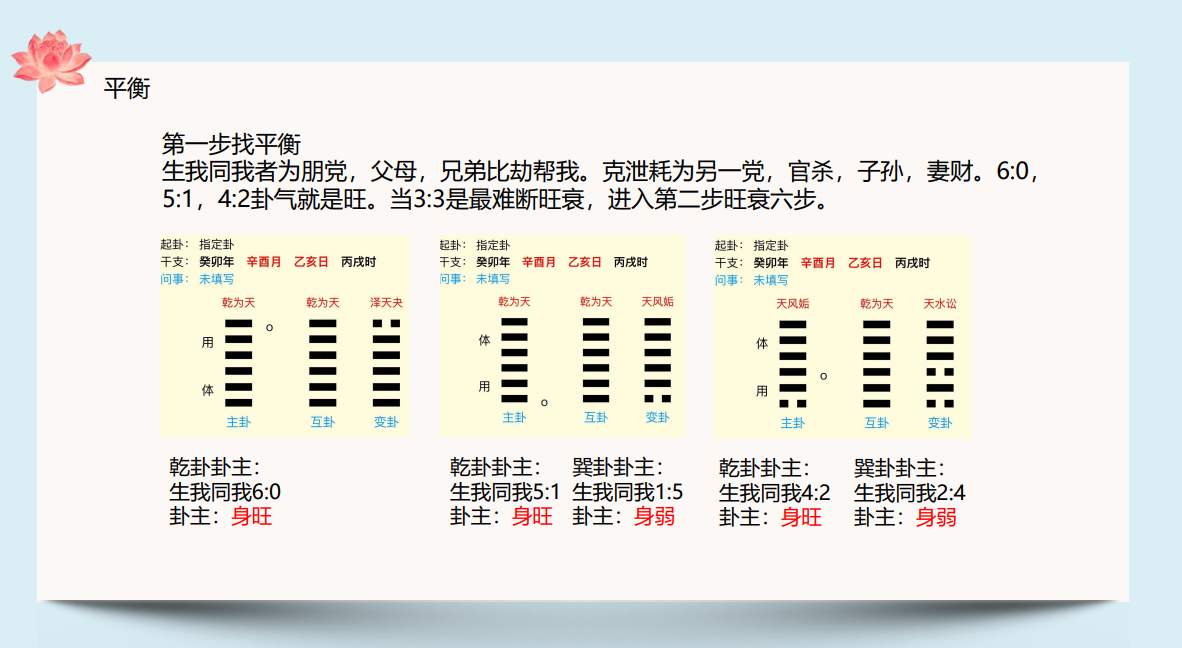 平衡
第一步找平衡
生我同我者为朋党，父母，兄弟比劫帮我。克泄耗为另一党，官杀，子孙，妻财。6:0，
5:1，4:2卦气就是旺。当3:3是最难断旺衰，进入第二步旺衰六步。
起卦： 指定卦
干支： 癸卯年 辛酉月 乙亥日 丙戌时
问事： 未填写
乾为天 乾为天 泽天夬
o
用
体
主卦 互卦 变卦
起卦： 指定卦
干支： 癸卯年 辛酉月 乙亥日 丙戌时
问事： 未填写
乾为天 乾为天 天风姤
体
用
o
主卦 互卦 变卦
起卦： 指定卦
干支： 癸卯年 辛酉月 乙亥日 丙戌时
问事： 未填写
天风姤 乾为天 天水讼
体
o
用
主卦 互卦 变卦
乾卦卦主：
生我同我6:0
卦主：身旺
乾卦卦主：
生我同我5:1
卦主：身旺
巽卦卦主：
生我同我1:5
卦主：身弱
乾卦卦主：
生我同我4:2
卦主：身旺
巽卦卦主：
生我同我2:4
卦主：身弱